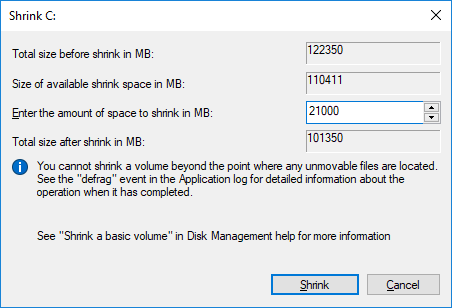 Shrink C:
Total size before shrink in MB: 122350
Size of available shrink space in MB: 110411
Enter the amount of space to shrink in MB: 21000
Total size after shrink in MB: 101350
You cannot shrink a volume beyond the point where any unmovable files are located.
See the "defrag" event in the Application log for detailed information about the
operation when it has completed.
See "Shrink a basic volume" in Disk Management help for more information
Shrink Cancel